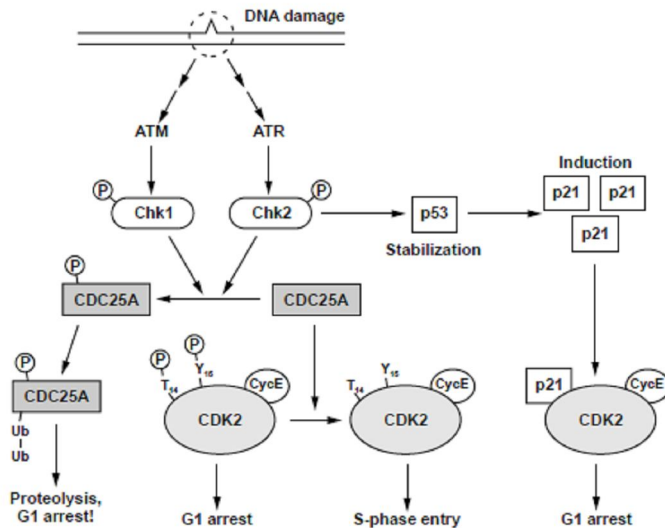 DNA damage
ATM
ATR
P
Chk1
P
Chk2
p53
Stabilization
Induction
p21
p21
p21
P
CDC25A
CDC25A
P
CDC25A
Ub
Ub
Proteolysis,
G1 arrest!
P
P
T14
Y15
CycE
CDK2
G1 arrest
T14
Y15
CycE
CDK2
S-phase entry
p21
CycE
CDK2
G1 arrest